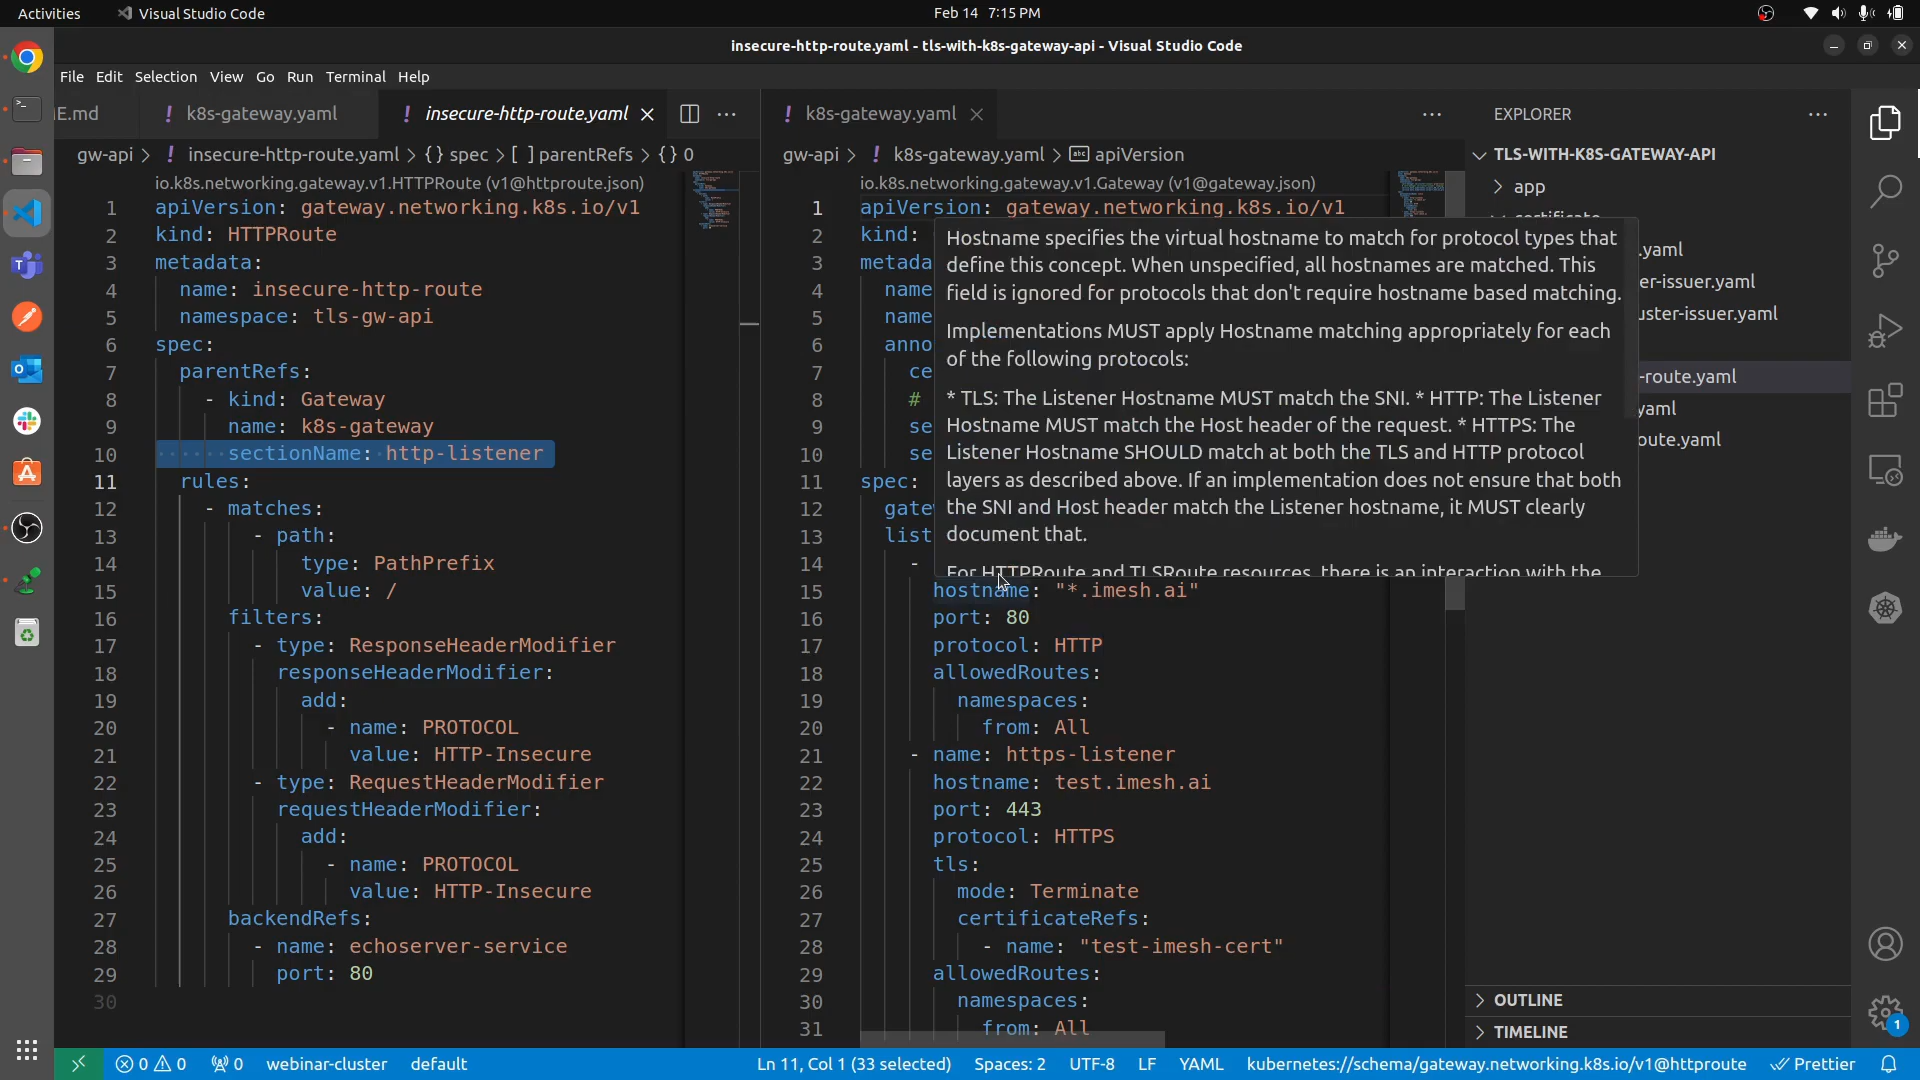 Activities
Visual Studio Code
Feb 14 7:15 PM
insecure-http-route.yaml - tls-with-k8s-gateway-api - Visual Studio Code
File Edit Selection View Go Run Terminal Help
E.md
! k8s-gateway.yaml
! insecure-http-route.yaml
gw-api > ! insecure-http-route.yaml > {} spec > [ ] parentRefs > {} 0
io.k8s.networking.gateway.v1.HTTPRoute (v1@httproute.json)
1 apiVersion: gateway.networking.k8s.io/v1
2 kind: HTTPRoute
3 metadata:
4 name: insecure-http-route
5 namespace: tls-gw-api
6 spec:
7 parentRefs:
8 - kind: Gateway
9 name: k8s-gateway
10 sectionName: http-listener
11 rules:
12 - matches:
13 - path:
14 type: PathPrefix
15 value: /
16 filters:
17 - type: ResponseHeaderModifier
18 responseHeaderModifier:
19 add:
20 - name: PROTOCOL
21 value: HTTP-Insecure
22 - type: RequestHeaderModifier
23 requestHeaderModifier:
24 add:
25 - name: PROTOCOL
26 value: HTTP-Insecure
27 backendRefs:
28 - name: echoserver-service
29 port: 80
30
! k8s-gateway.yaml
gw-api > ! k8s-gateway.yaml > abc apiVersion
io.k8s.networking.gateway.v1.Gateway (v1@gateway.json)
1 apiVersion: gateway.networking.k8s.io/v1
2 kind:
3 metada
4 name
5 name
6 anno
7 ce
8 #
9 se
10 se
11 spec:
12 gate
13 list
14 -
15 hostname: "*.imesh.ai"
16 port: 80
17 protocol: HTTP
18 allowedRoutes:
19 namespaces:
20 from: All
21 - name: https-listener
22 hostname: test.imesh.ai
23 port: 443
24 protocol: HTTPS
25 tls:
26 mode: Terminate
27 certificateRefs:
28 - name: "test-imesh-cert"
29 allowedRoutes:
30 namespaces:
31 from: All
Hostname specifies the virtual hostname to match for protocol types that
define this concept. When unspecified, all hostnames are matched. This
field is ignored for protocols that don't require hostname based matching.
Implementations MUST apply Hostname matching appropriately for each
of the following protocols:
* TLS: The Listener Hostname MUST match the SNI. * HTTP: The Listener
Hostname MUST match the Host header of the request. * HTTPS: The
Listener Hostname SHOULD match at both the TLS and HTTP protocol
layers as described above. If an implementation does not ensure that both
the SNI and Host header match the Listener hostname, it MUST clearly
document that.
For HTTPRoute and TLSRoute resources, there is an interaction with the
EXPLORER
TLS-WITH-K8S-GATEWAY-API
app
certificate
.yaml
er-issuer.yaml
uster-issuer.yaml
-route.yaml
yaml
oute.yaml
OUTLINE
TIMELINE
1
0 0
0
webinar-cluster
default
Ln 11, Col 1 (33 selected)
Spaces: 2
UTF-8
LF
YAML
kubernetes://schema/gateway.networking.k8s.io/v1@httproute
Prettier